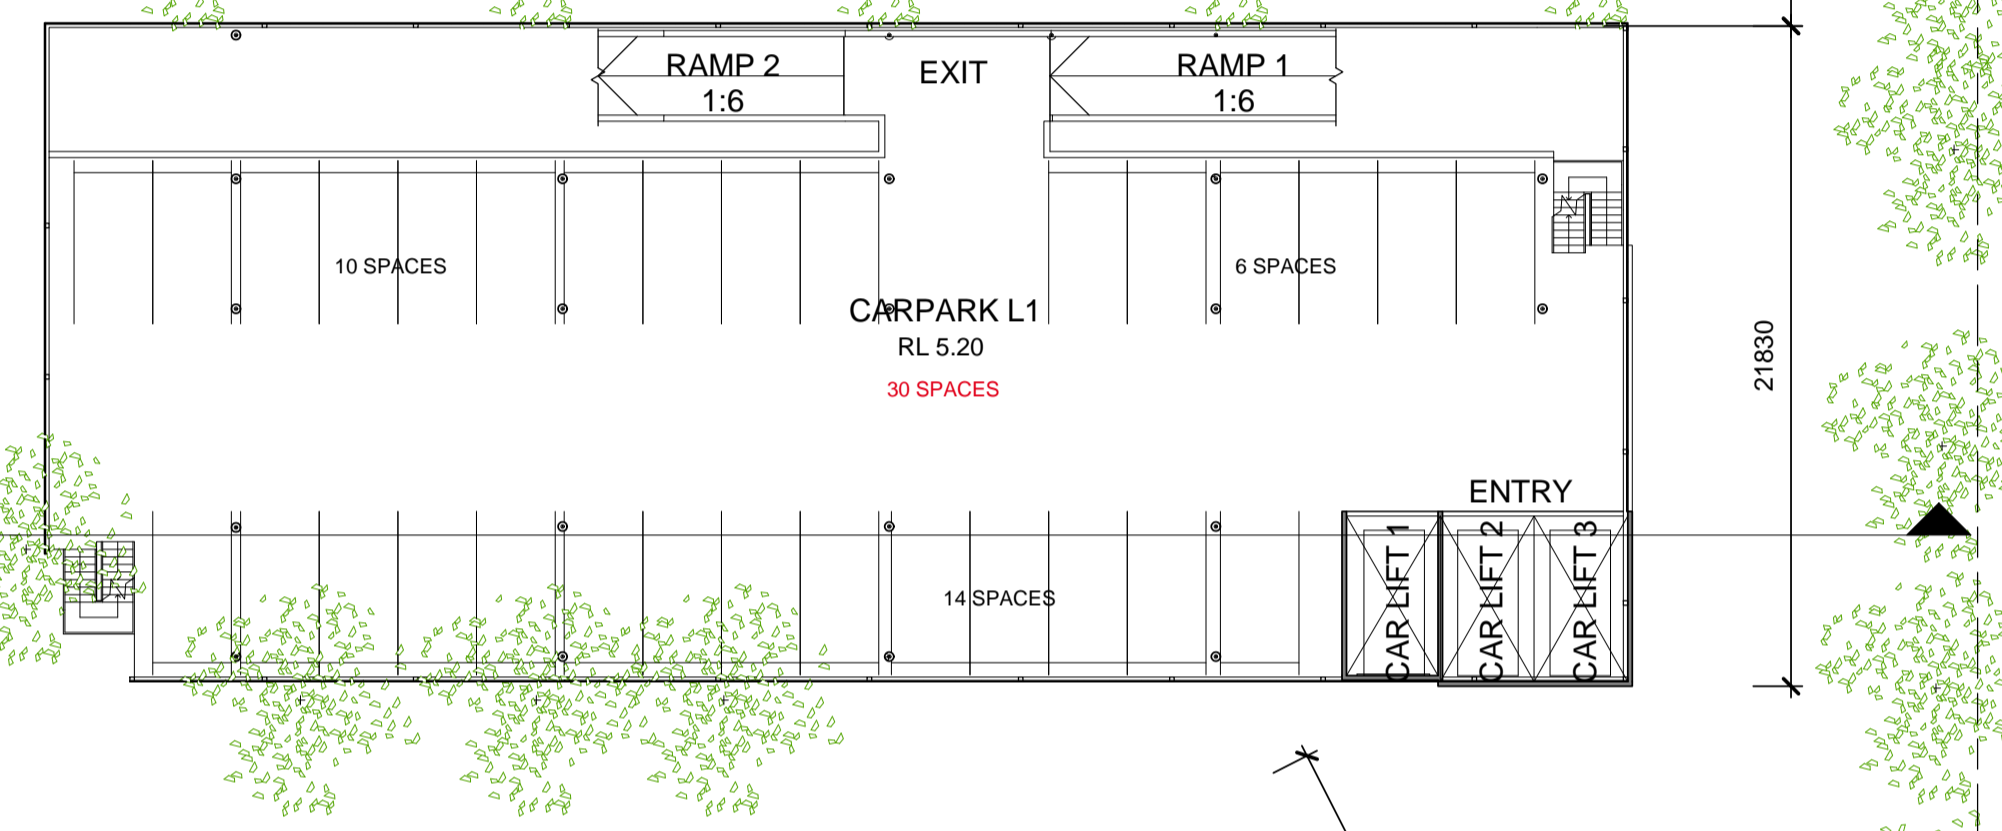 RAMP 2
1:6
EXIT
RAMP 1
1:6
10 SPACES
6 SPACES
CARPARK L1
RL 5.20
30 SPACES
21830
ENTRY
CAR LIFT 1
CAR LIFT 2
CAR LIFT 3
14 SPACES